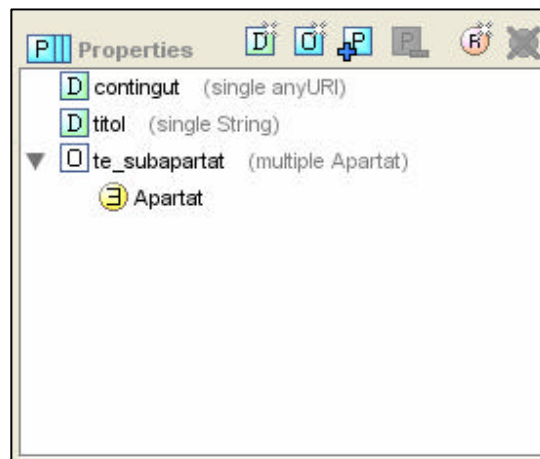 P Properties D O P P R
D contingut (single anyURI)
D titol (single String)
O te_subapartat (multiple Apartat)
∃ Apartat